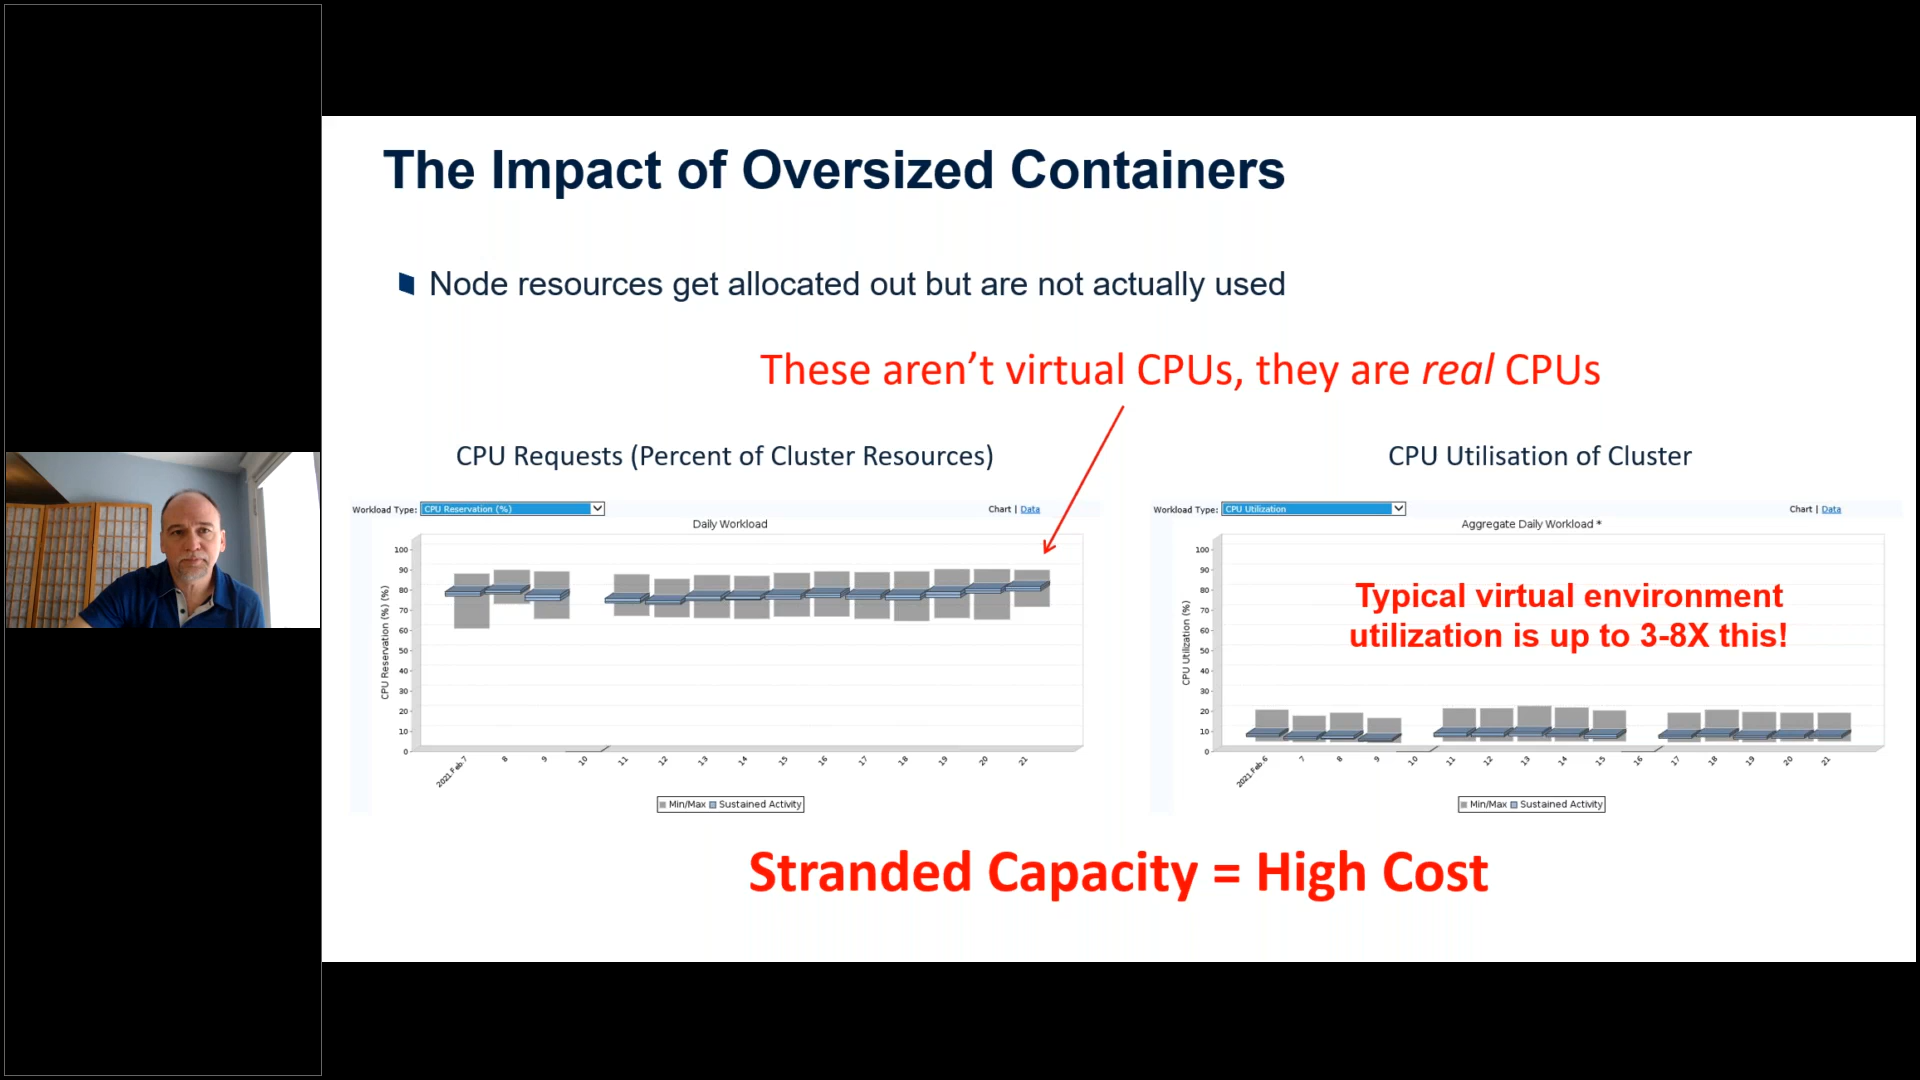 The Impact of Oversized Containers
Node resources get allocated out but are not actually used
These aren't virtual CPUs, they are real CPUs
CPU Requests (Percent of Cluster Resources)
Workload Type: CPU Reservation (%)
Chart | Data
Daily Workload
CPU Reservation (%) (%)
100
90
80
70
60
50
40
30
20
10
0
2021 Feb 7 8 9 10 11 12 13 14 15 16 17 18 19 20 21
Min/Max Sustained Activity
CPU Utilisation of Cluster
Workload Type: CPU Utilization
Chart | Data
Aggregate Daily Workload *
Typical virtual environment
utilization is up to 3-8X this!
CPU Utilization (%)
100
90
80
70
60
50
40
30
20
10
0
2021 Feb 6 7 8 9 10 11 12 13 14 15 16 17 18 19 20 21
Min/Max Sustained Activity
Stranded Capacity = High Cost